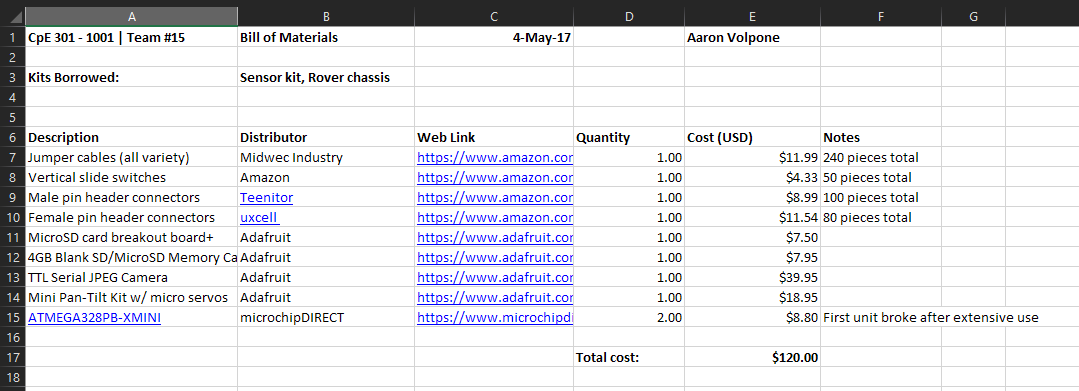 A B C D E F G
1 CpE 301 - 1001 | Team #15 Bill of Materials 4-May-17 Aaron Volpone
2
3 Kits Borrowed: Sensor kit, Rover chassis
4
5
6 Description Distributor Web Link Quantity Cost (USD) Notes
7 Jumper cables (all variety) Midwec Industry https://www.amazon.cor 1.00 $11.99 240 pieces total
8 Vertical slide switches Amazon https://www.amazon.cor 1.00 $4.33 50 pieces total
9 Male pin header connectors Teenitor https://www.amazon.cor 1.00 $8.99 100 pieces total
10 Female pin header connectors uxcell https://www.amazon.cor 1.00 $11.54 80 pieces total
11 MicroSD card breakout board+ Adafruit https://www.adafruit.cor 1.00 $7.50
12 4GB Blank SD/MicroSD Memory Ca Adafruit https://www.adafruit.cor 1.00 $7.95
13 TTL Serial JPEG Camera Adafruit https://www.adafruit.cor 1.00 $39.95
14 Mini Pan-Tilt Kit w/ micro servos Adafruit https://www.adafruit.cor 1.00 $18.95
15 ATMEGA328PB-XMINI microchipDIRECT https://www.microchipdi 2.00 $8.80 First unit broke after extensive use
16
17 Total cost: $120.00
18